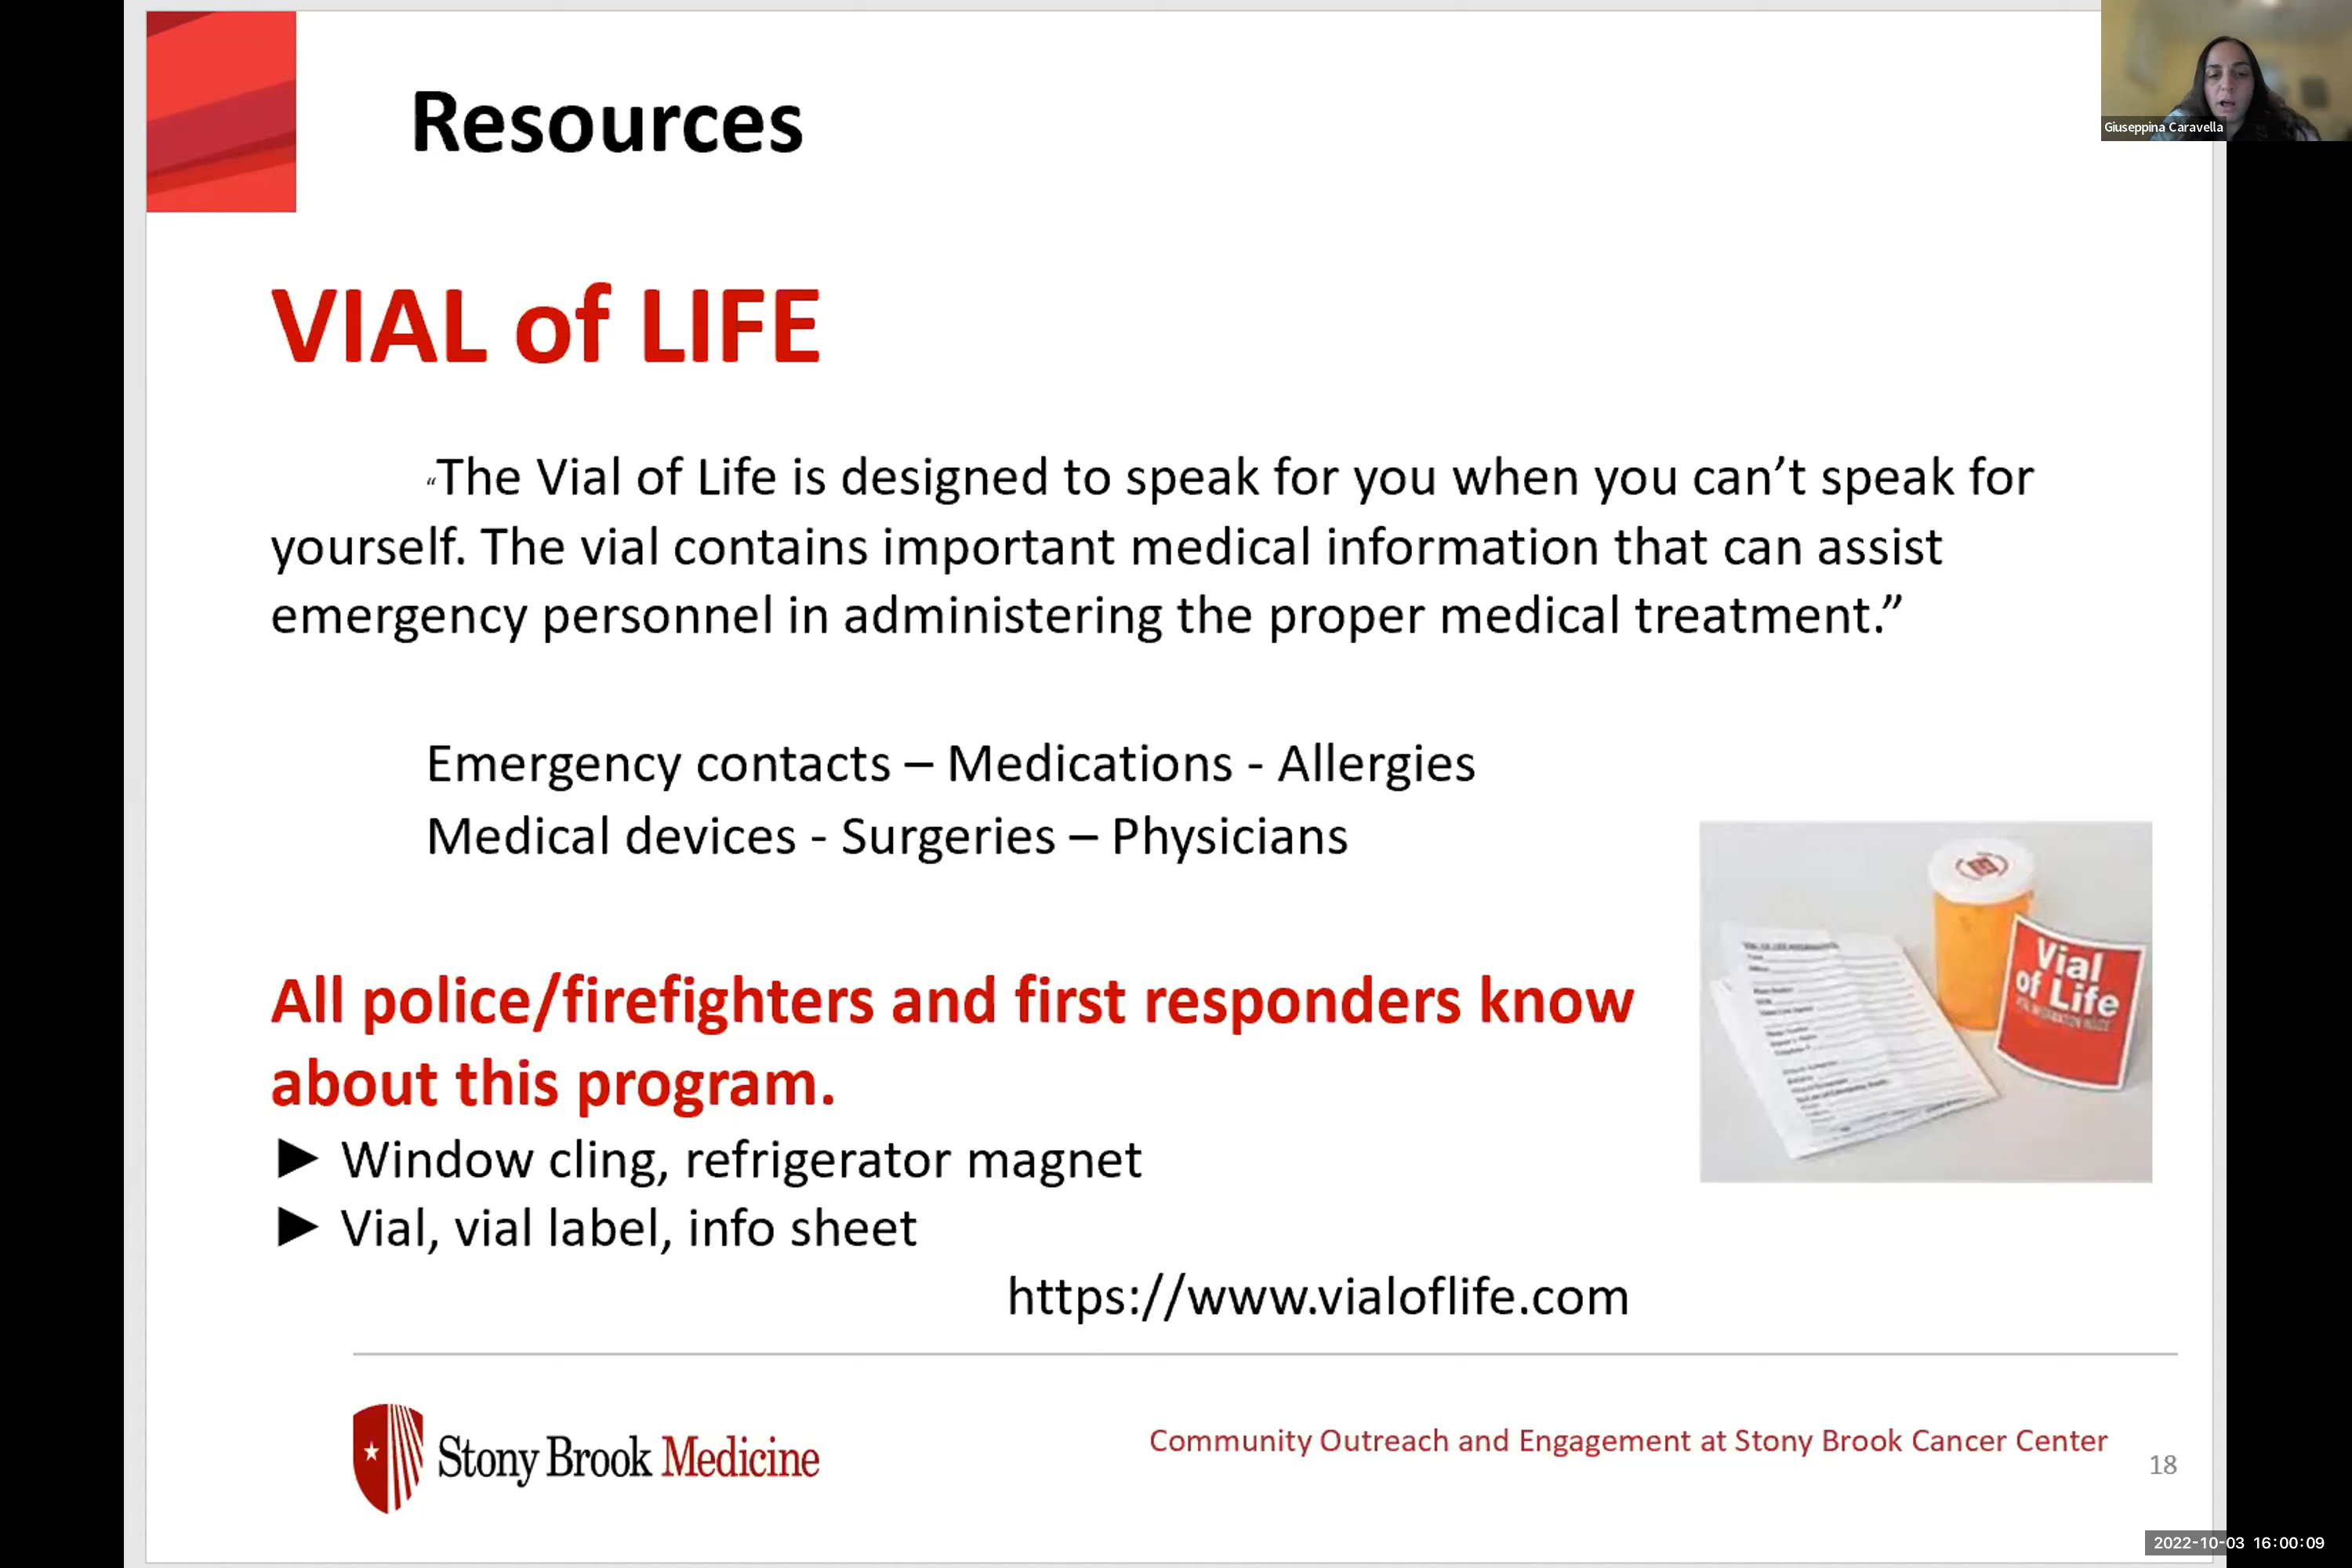 Resources
Giuseppina Caravella
VIAL of LIFE
“The Vial of Life is designed to speak for you when you can’t speak for
yourself. The vial contains important medical information that can assist
emergency personnel in administering the proper medical treatment.”
Emergency contacts – Medications - Allergies
Medical devices - Surgeries – Physicians
Vial
of Life
All police/firefighters and first responders know
about this program.
► Window cling, refrigerator magnet
► Vial, vial label, info sheet
https://www.vialoflife.com
Stony Brook Medicine
Community Outreach and Engagement at Stony Brook Cancer Center
18
2022-10-03 16:00:09